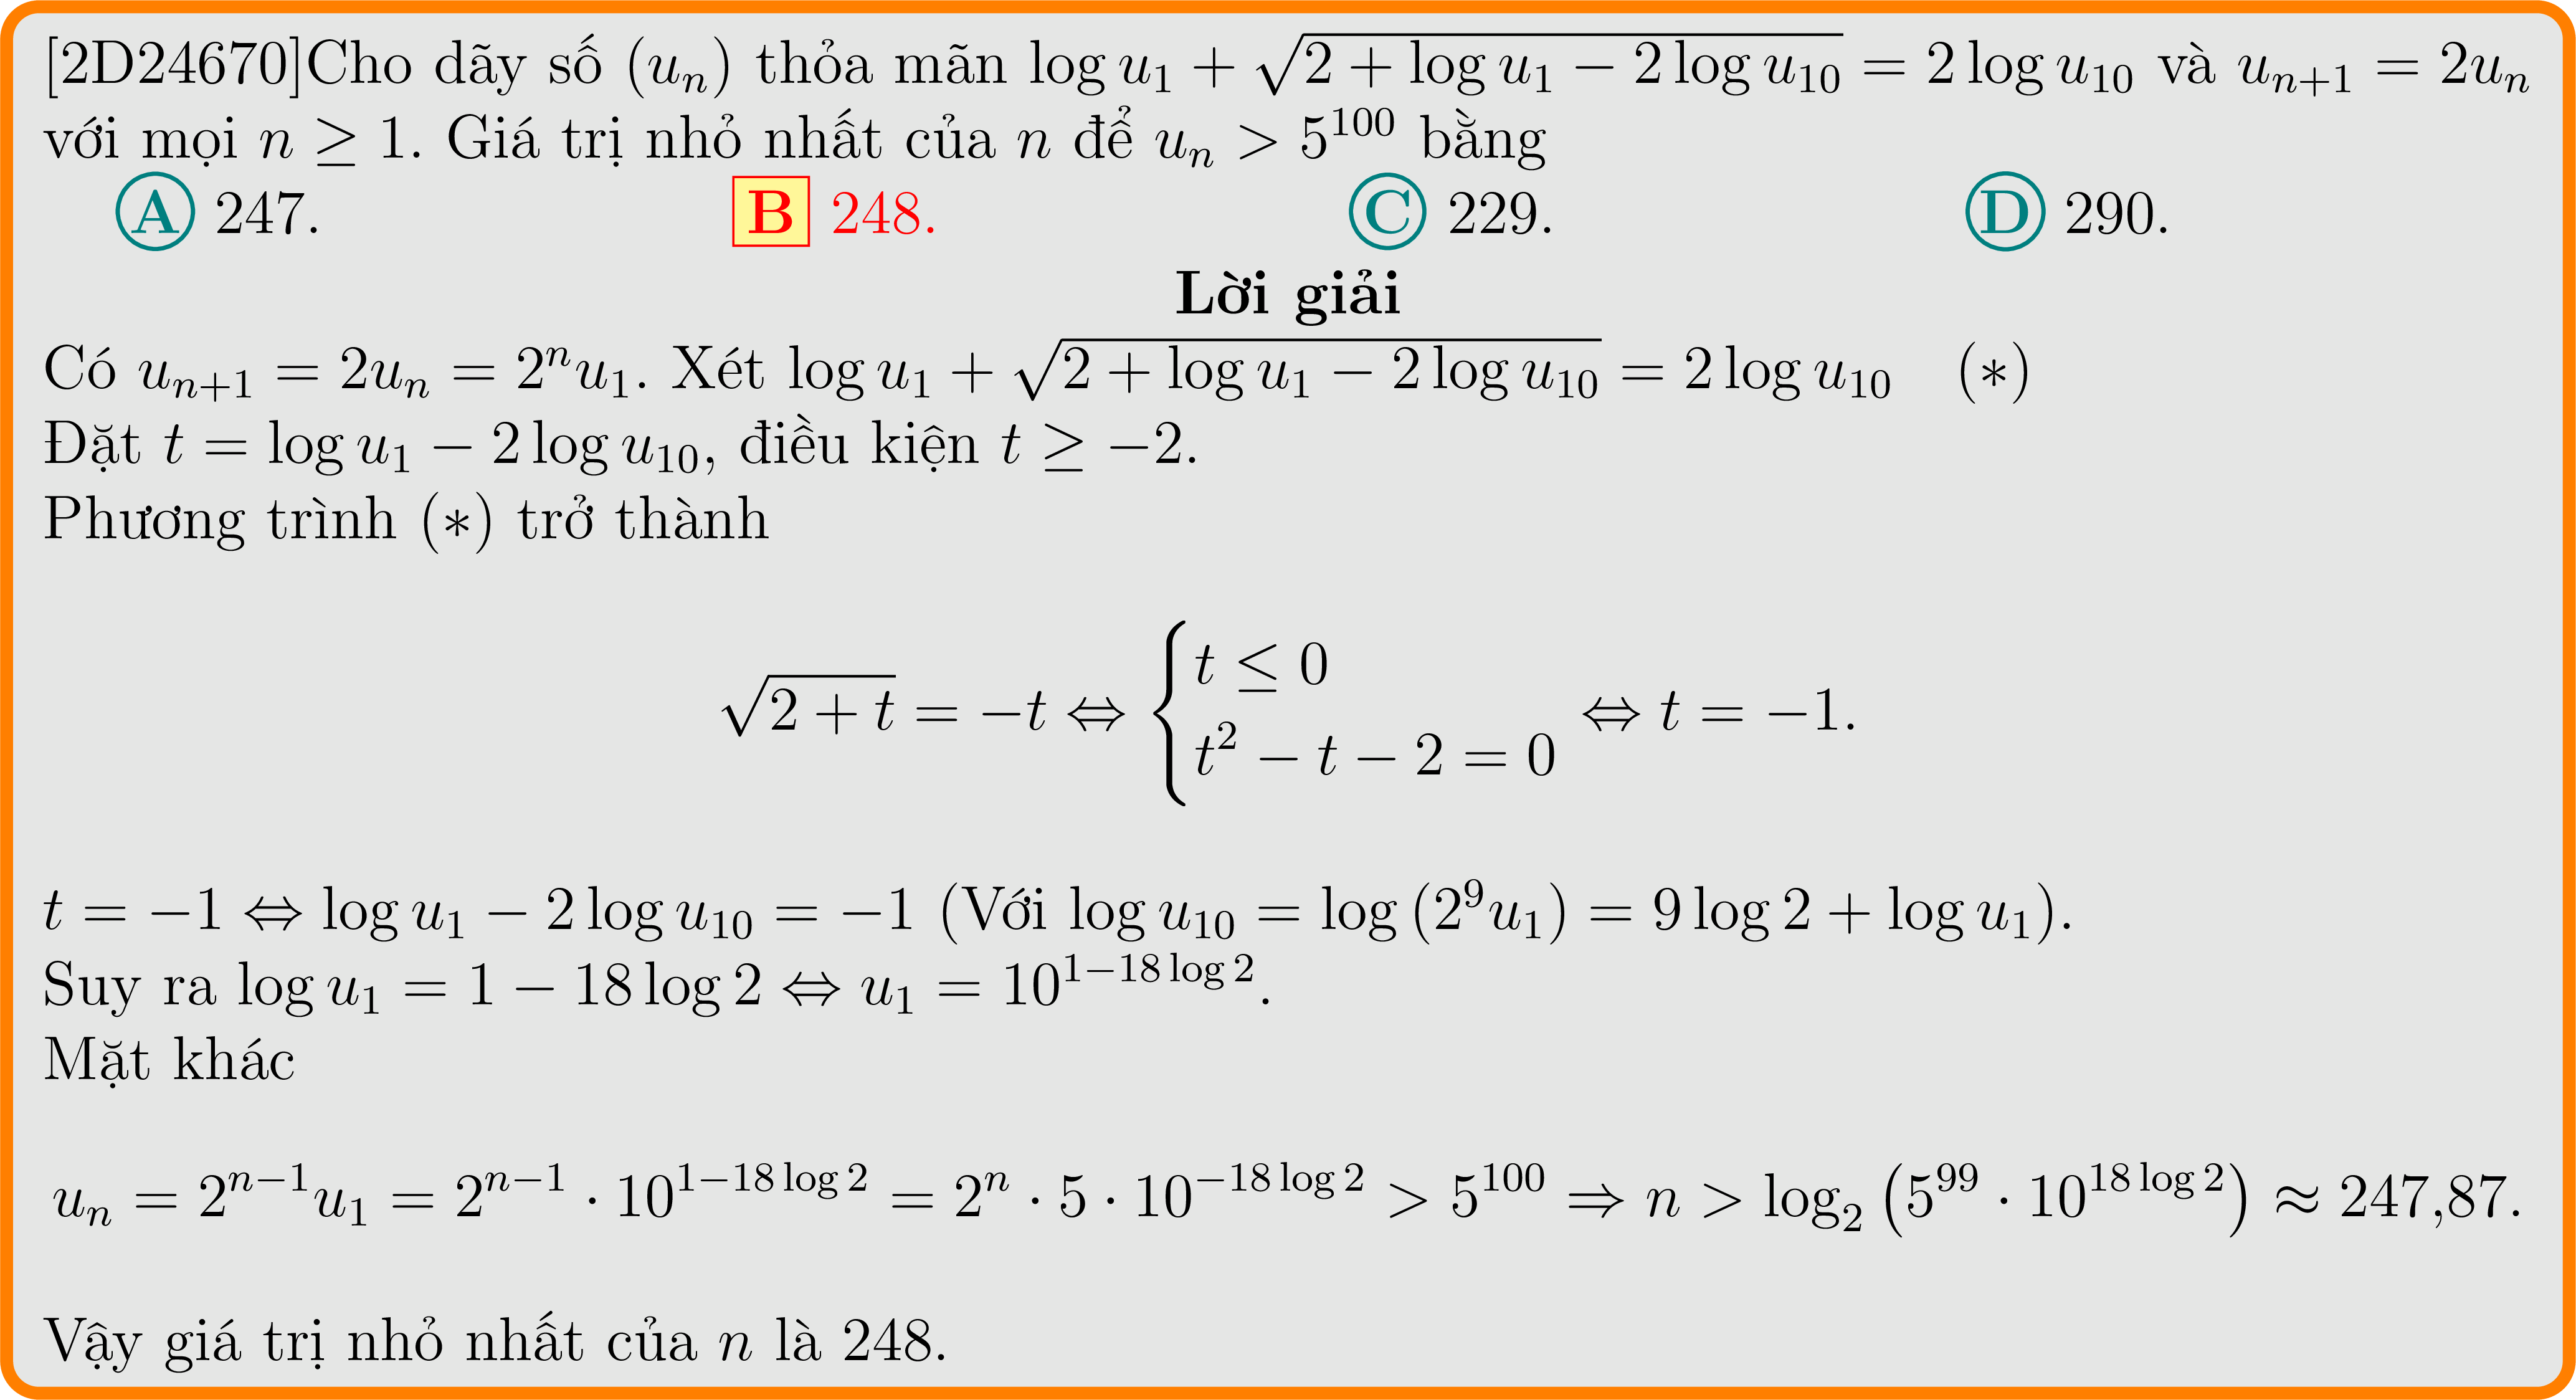 [2D24670]Cho dãy số $(u_n)$ thỏa mãn $\log u_1 + \sqrt{2 + \log u_1 - 2\log u_{10}} = 2\log u_{10}$ và $u_{n+1} = 2u_n$
với mọi $n \geq 1$. Giá trị nhỏ nhất của $n$ để $u_n > 5^{100}$ bằng
A 247. B 248. C 229. D 290.
Lời giải
Có $u_{n+1} = 2u_n = 2^n u_1$. Xét $\log u_1 + \sqrt{2 + \log u_1 - 2\log u_{10}} = 2\log u_{10}$ (∗)
Đặt $t = \log u_1 - 2\log u_{10}$, điều kiện $t \geq -2$.
Phương trình (∗) trở thành
$\sqrt{2 + t} = -t \Leftrightarrow \begin{cases} t \leq 0 \\ t^2 - t - 2 = 0 \end{cases} \Leftrightarrow t = -1.$
$t = -1 \Leftrightarrow \log u_1 - 2\log u_{10} = -1$ (Với $\log u_{10} = \log (2^9 u_1) = 9\log 2 + \log u_1$).
Suy ra $\log u_1 = 1 - 18\log 2 \Leftrightarrow u_1 = 10^{1-18\log 2}$.
Mặt khác
$u_n = 2^{n-1}u_1 = 2^{n-1} \cdot 10^{1-18\log 2} = 2^n \cdot 5 \cdot 10^{-18\log 2} > 5^{100} \Rightarrow n > \log_2 (5^{99} \cdot 10^{18\log 2}) \approx 247{,}87.$
Vậy giá trị nhỏ nhất của $n$ là 248.